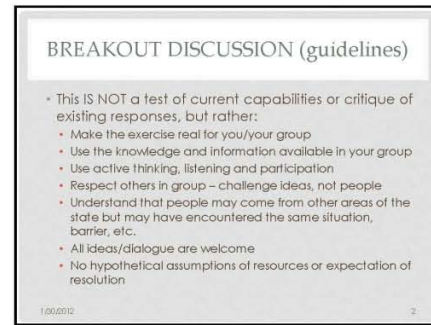 BREAKOUT DISCUSSION (guidelines)
• This IS NOT a test of current capabilities or critique of
existing responses, but rather:
• Make the exercise real for you/your group
• Use the knowledge and information available in your group
• Use active thinking, listening and participation
• Respect others in group – challenge ideas, not people
• Understand that people may come from other areas of the
state but may have encountered the same situation,
barrier, etc.
• All ideas/dialogue are welcome
• No hypothetical assumptions of resources or expectation of
resolution
1/30/2012
2